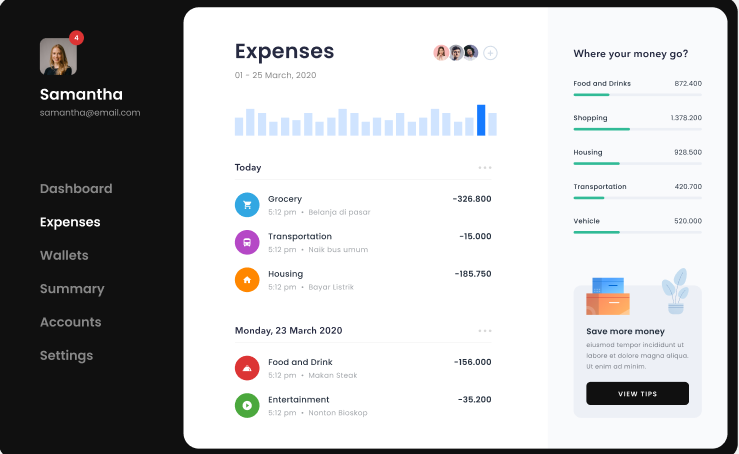 4
Samantha
samantha@email.com
Dashboard
Expenses
Wallets
Summary
Accounts
Settings
Expenses
01 - 25 March, 2020
Today
Grocery -326.800
5:12 pm • Belanja di pasar
Transportation -15.000
5:12 pm • Naik bus umum
Housing -185.750
5:12 pm • Bayar Listrik
Monday, 23 March 2020
Food and Drink -156.000
5:12 pm • Makan Steak
Entertainment -35.200
5:12 pm • Nonton Bioskop
Where your money go?
Food and Drinks 872.400
Shopping 1.378.200
Housing 928.500
Transportation 420.700
Vehicle 520.000
Save more money
eiusmod tempor incididunt ut
labore et dolore magna aliqua.
Ut enim ad minim.
VIEW TIPS